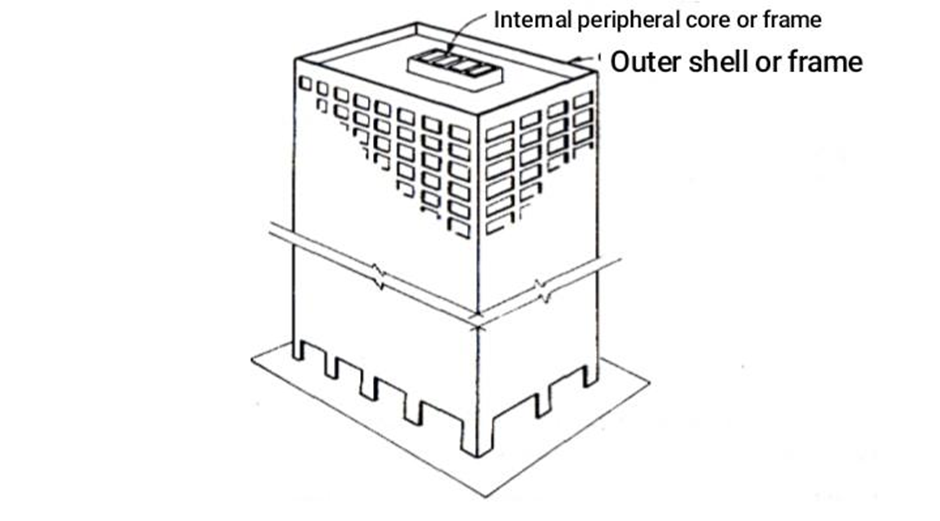 Internal peripheral core or frame
Outer shell or frame